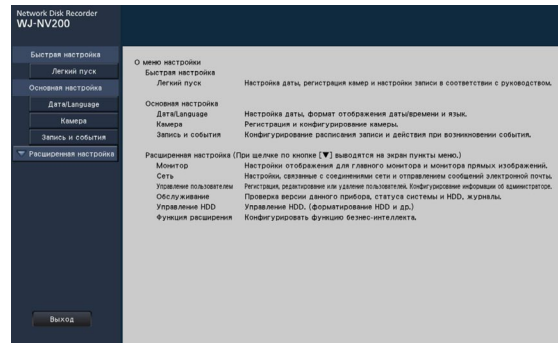 Network Disk Recorder
WJ-NV200
Быстрая настройка
Легкий пуск
Основная настройка
Дата/Language
Камера
Запись и события
Расширенная настройка
Выход
О меню настройки
Быстрая настройка
Легкий пуск Настройка даты, регистрация камер и настройки записи в соответствии с руководством.
Основная настройка
Дата/Language Настройка даты, формат отображения даты/времени и язык.
Камера Регистрация и конфигурирование камеры.
Запись и события Конфигурирование расписания записи и действия при возникновении события.
Расширенная настройка (При щелчке по кнопке [▼] выводятся на экран пункты меню.)
Монитор Настройки отображения для главного монитора и монитора прямых изображений.
Сеть Настройки, связанные с соединениями сети и отправлением сообщений электронной почты.
Управление пользователем Регистрация, редактирование или удаление пользователей. Конфигурирование информации об администраторе.
Обслуживание Проверка версии данного прибора, статуса системы и HDD, журналы.
Управление HDD Управление HDD. (форматирование HDD и др.)
Функция расширения Конфигурировать функцию безнес-интеллекта.